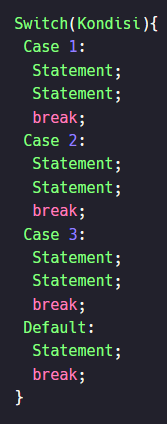 Switch(Kondisi){
Case 1:
Statement;
Statement;
break;
Case 2:
Statement;
Statement;
break;
Case 3:
Statement;
Statement;
break;
Default:
Statement;
break;
}